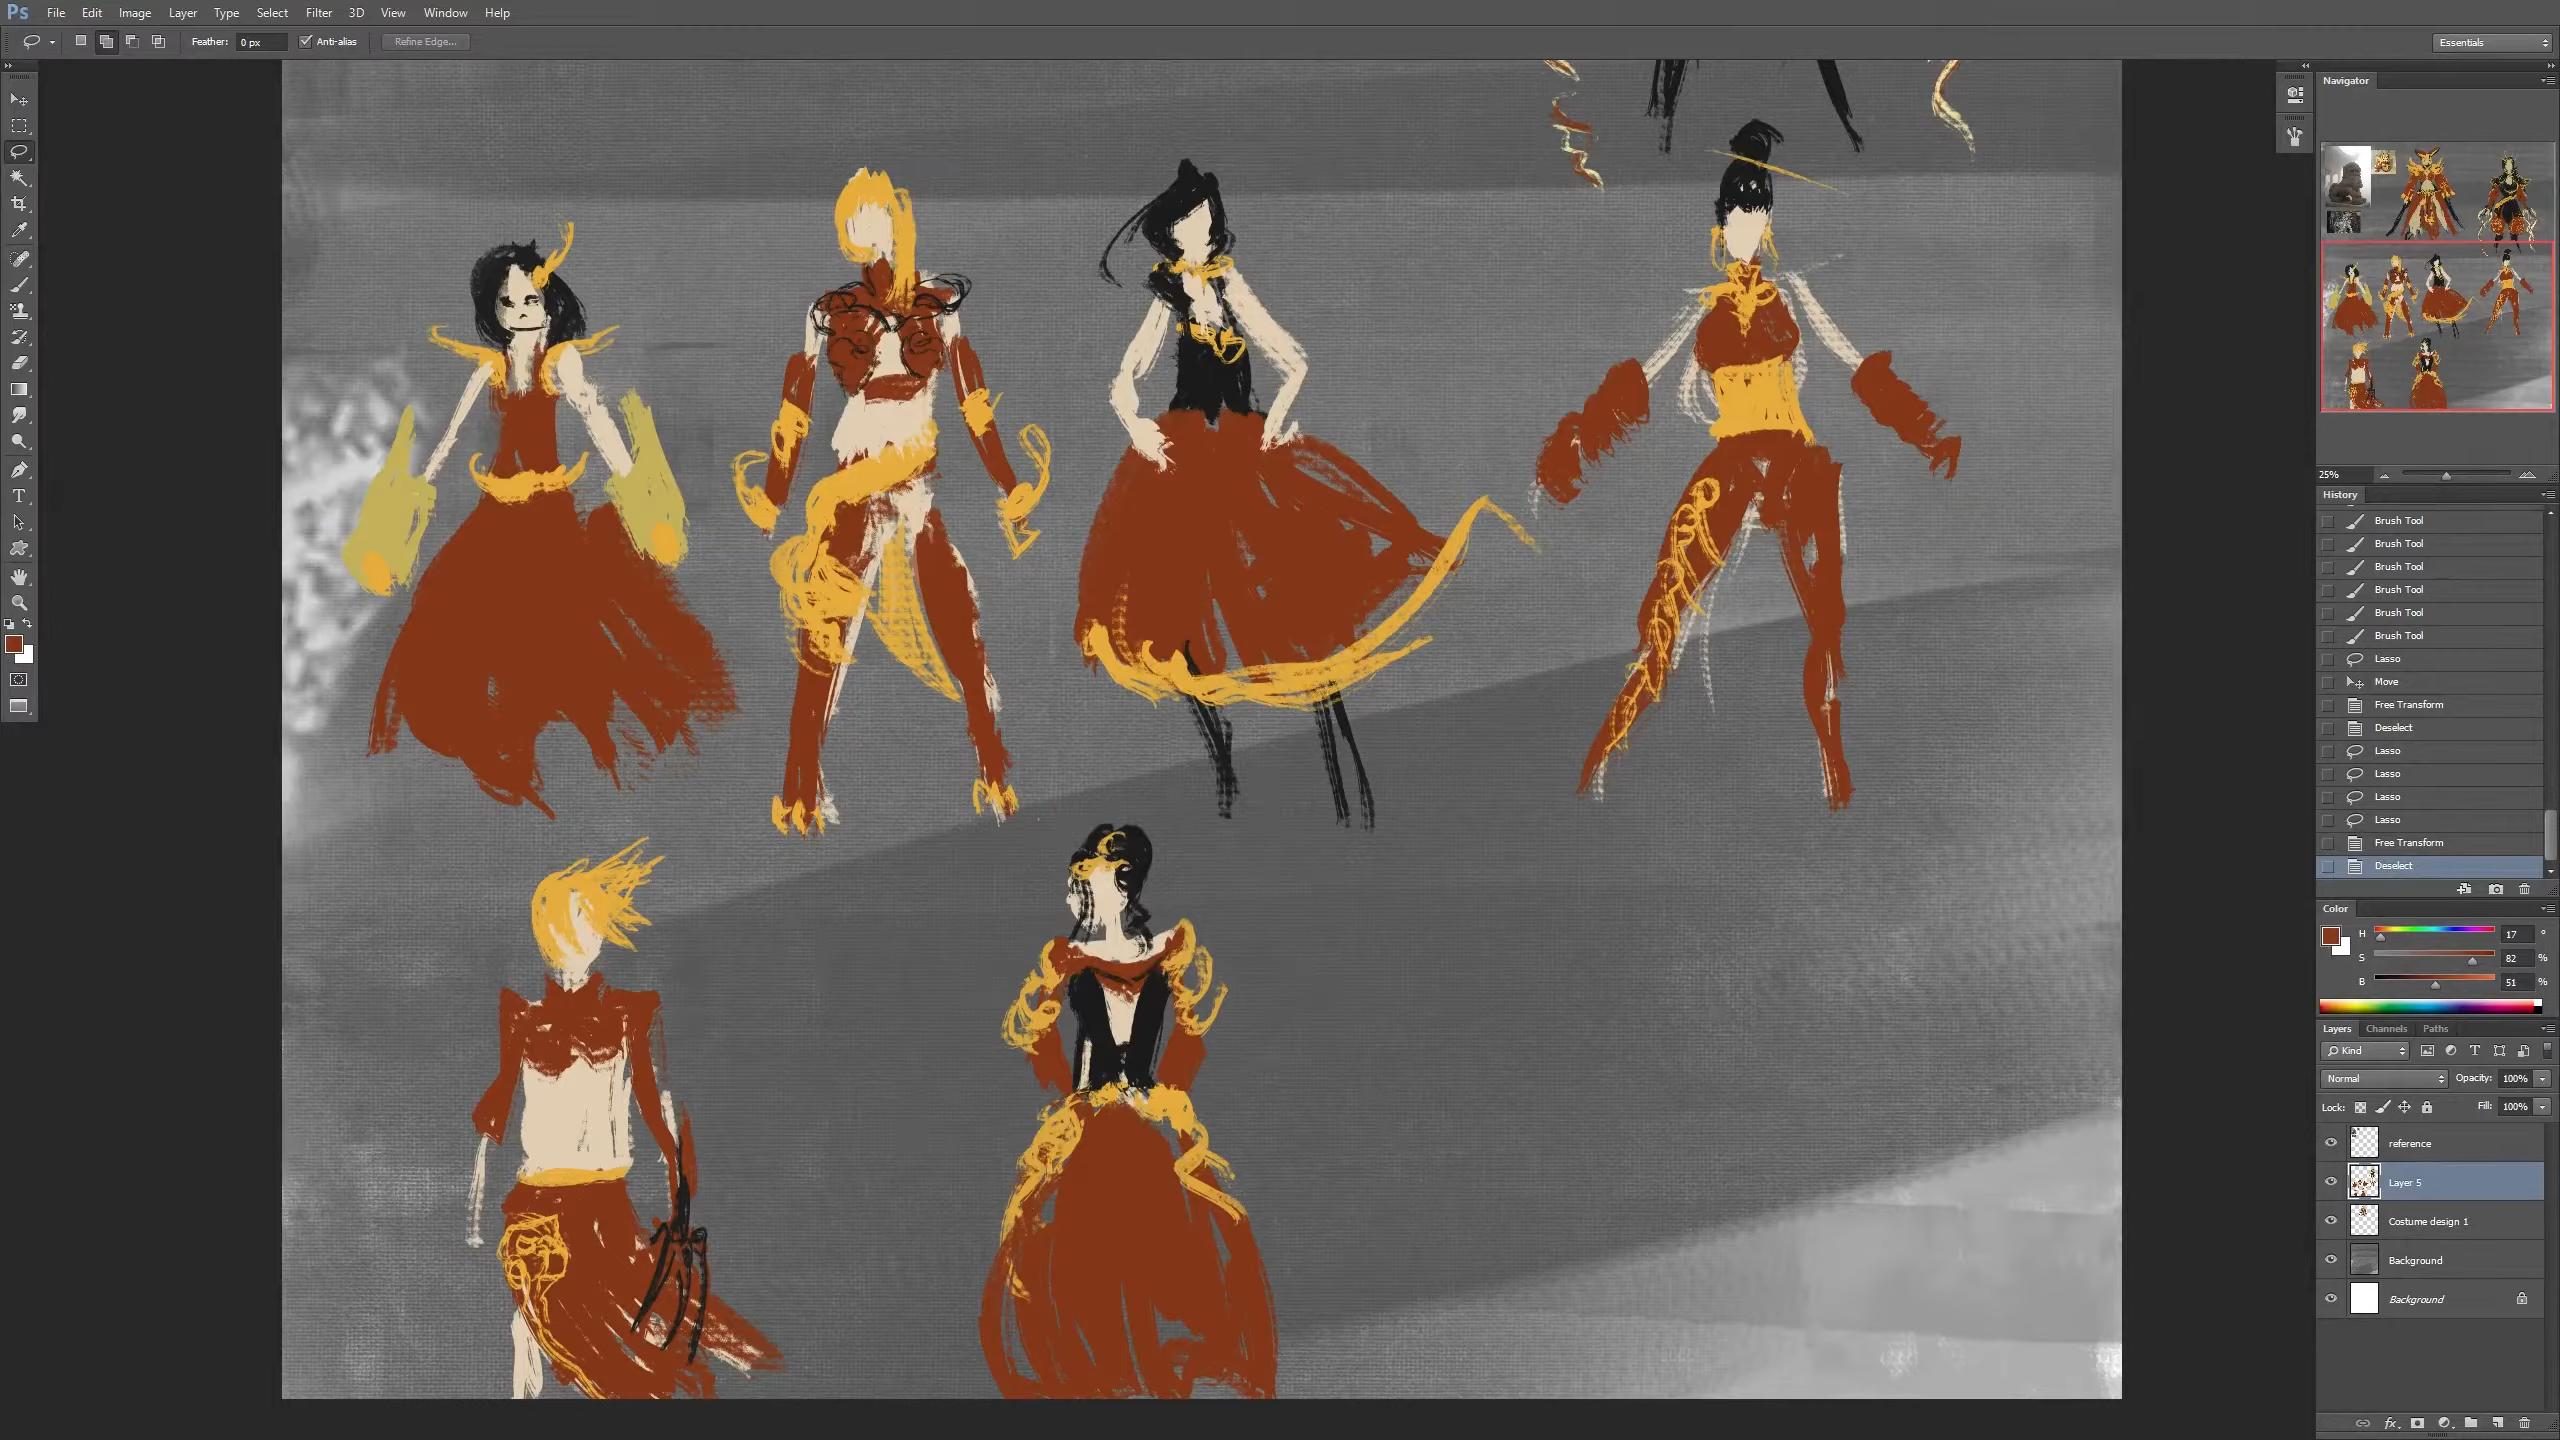 Ps File Edit Image Layer Type Select Filter 3D View Window Help
Feather: 0 px Anti-alias Refine Edge... Essentials
Navigator
25%
History
Brush Tool
Brush Tool
Brush Tool
Brush Tool
Brush Tool
Brush Tool
Lasso
Move
Free Transform
Deselect
Lasso
Lasso
Lasso
Lasso
Free Transform
Deselect
Color
H 17 °
S 82 %
B 51 %
Layers Channels Paths
Kind
Normal Opacity: 100%
Lock: Fill: 100%
reference
Layer 5
Costume design 1
Background
Background